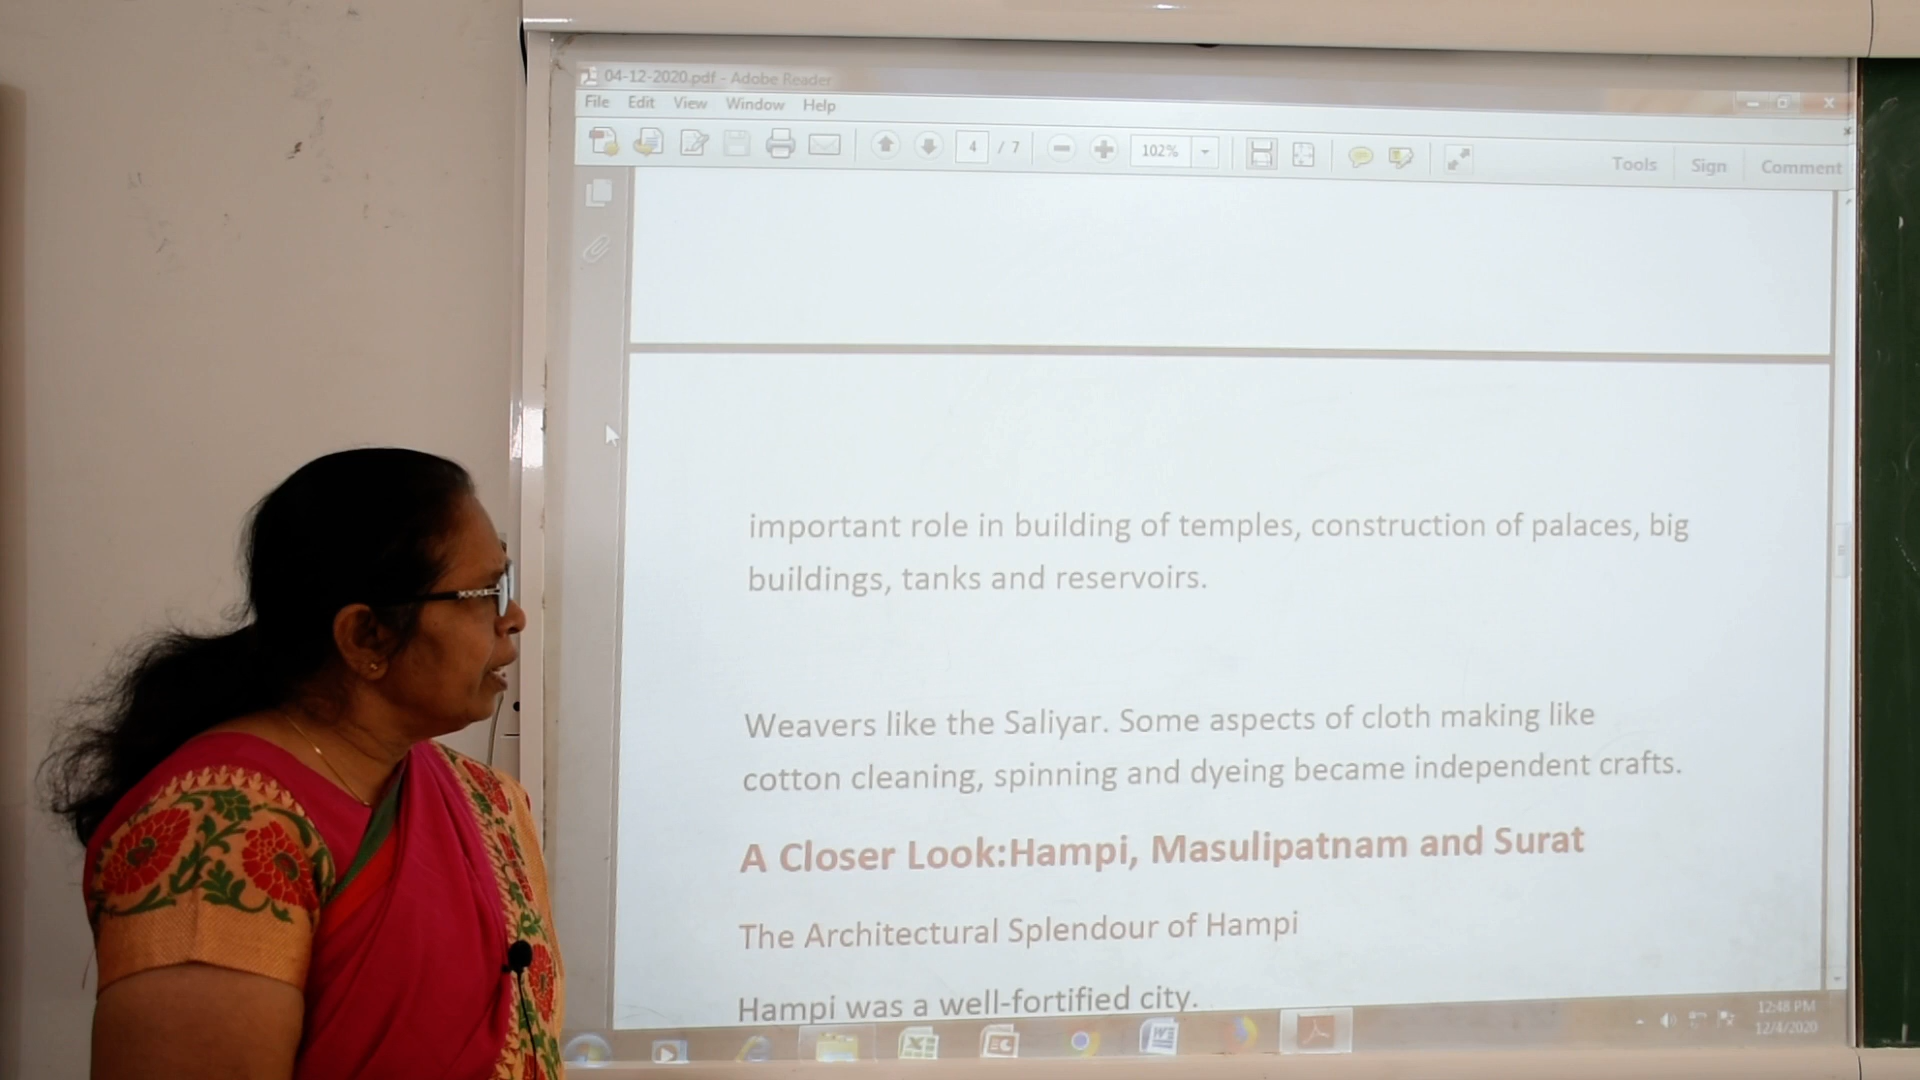 04-12-2020.pdf - Adobe Reader
File Edit View Window Help
4 / 7 102% Tools Sign Comment
important role in building of temples, construction of palaces, big
buildings, tanks and reservoirs.
Weavers like the Saliyar. Some aspects of cloth making like
cotton cleaning, spinning and dyeing became independent crafts.
A Closer Look:Hampi, Masulipatnam and Surat
The Architectural Splendour of Hampi
Hampi was a well-fortified city.
12:48 PM
12/4/2020